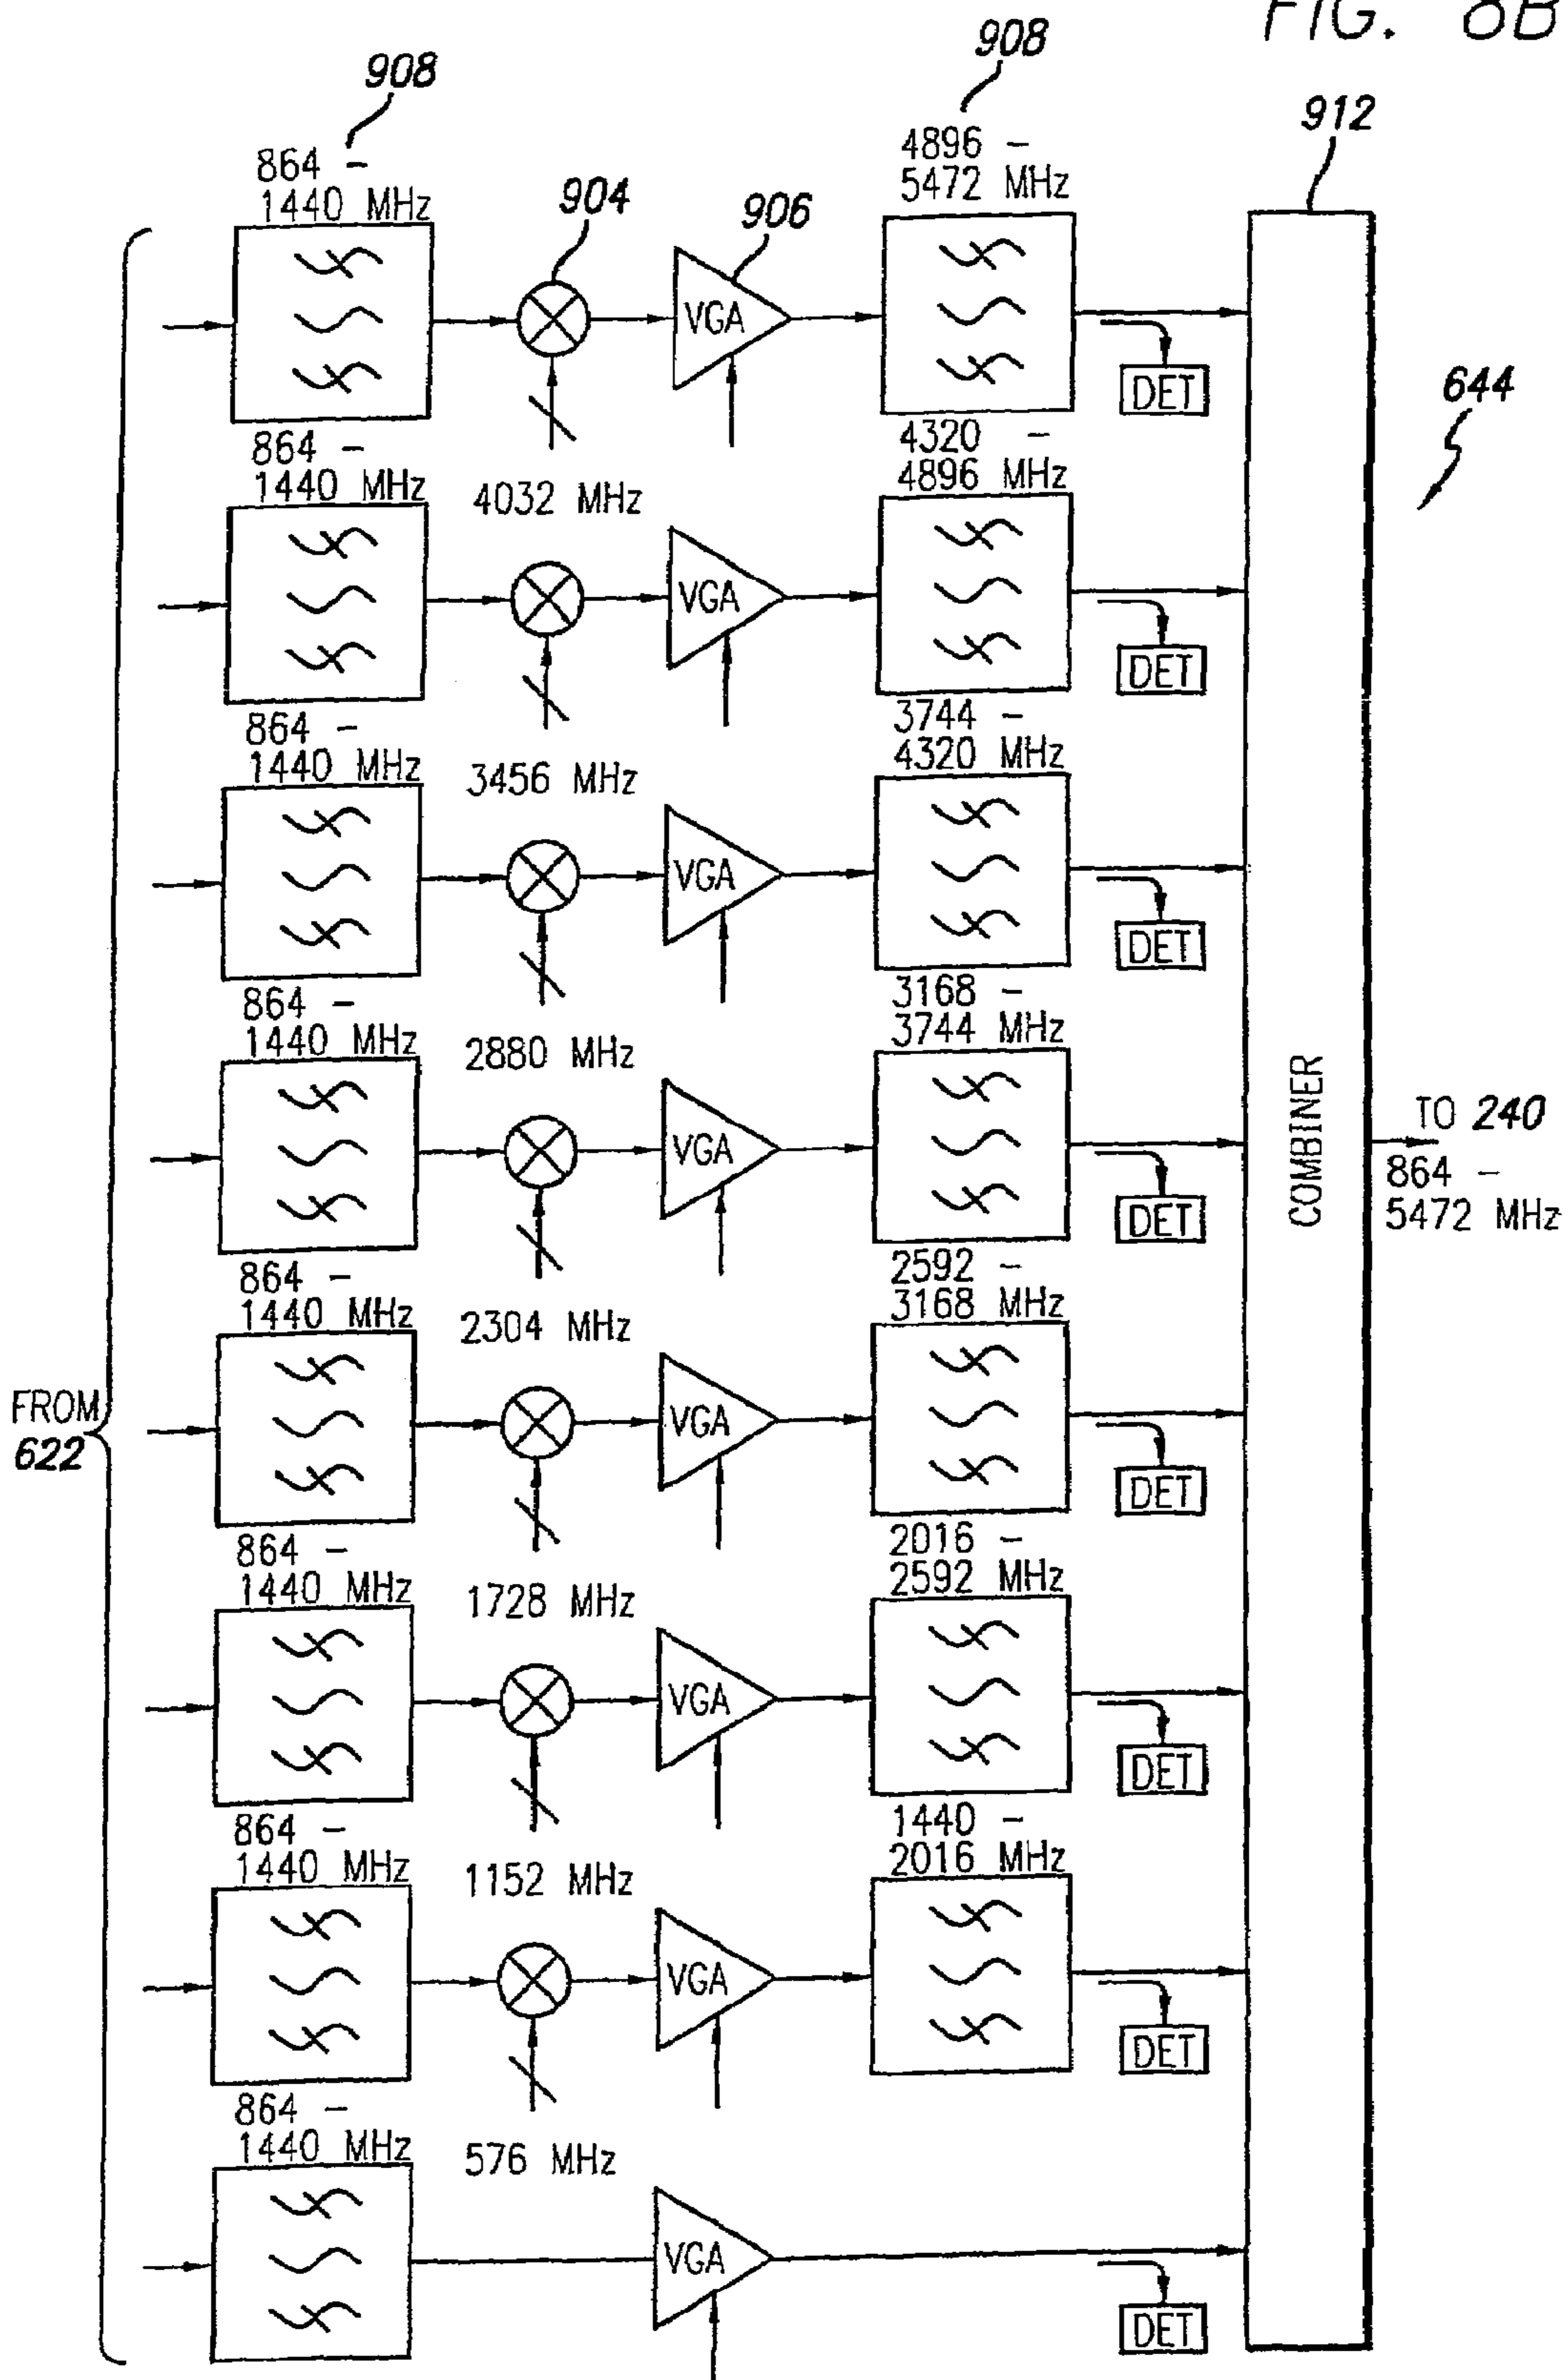 FIG. 8B
908
908
912
864 -
1440 MHz
904
906
4896 -
5472 MHz
VGA
DET
644
864 -
1440 MHz
4032 MHz
4320 -
4896 MHz
VGA
DET
864 -
1440 MHz
3456 MHz
3744 -
4320 MHz
VGA
DET
864 -
1440 MHz
2880 MHz
3168 -
3744 MHz
VGA
DET
COMBINER
TO 240
864 -
5472 MHz
864 -
1440 MHz
2304 MHz
2592 -
3168 MHz
VGA
DET
FROM
622
864 -
1440 MHz
1728 MHz
2016 -
2592 MHz
VGA
DET
864 -
1440 MHz
1152 MHz
1440 -
2016 MHz
VGA
DET
864 -
1440 MHz
576 MHz
VGA
DET